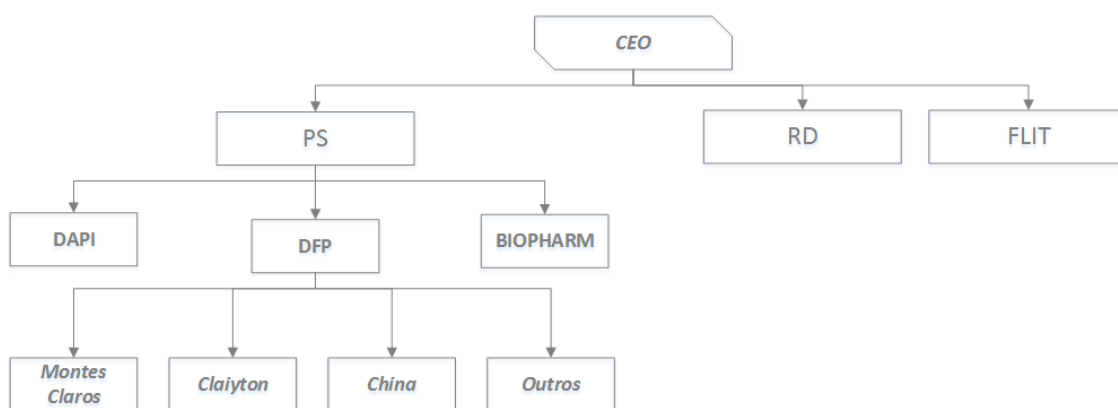 CEO
PS
RD
FLIT
DAPI
DFP
BIOPHARM
Montes
Claros
Claiyton
China
Outros